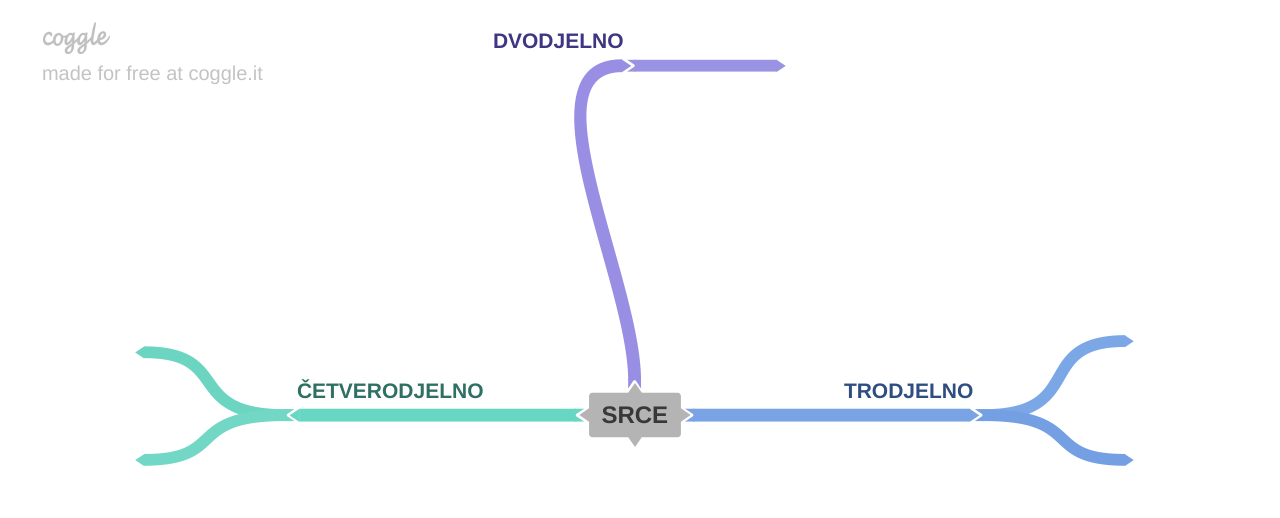 coggle
made for free at coggle.it
DVODJELNO
ČETVERODJELNO
SRCE
TRODJELNO